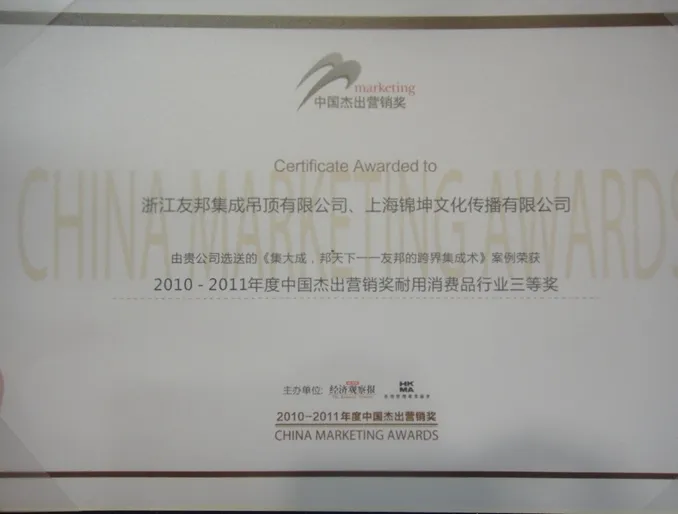 marketing
中国杰出营销奖
Certificate Awarded to
CHINA MARKETING AWARDS
浙江友邦集成吊顶有限公司、上海锦坤文化传播有限公司
由贵公司选送的《集大成，邦天下——友邦的跨界集成术》案例荣获
2010 - 2011年度中国杰出营销奖耐用消费品行业三等奖
主办单位: 经济观察报 HK MA
2010-2011年度中国杰出营销奖
CHINA MARKETING AWARDS